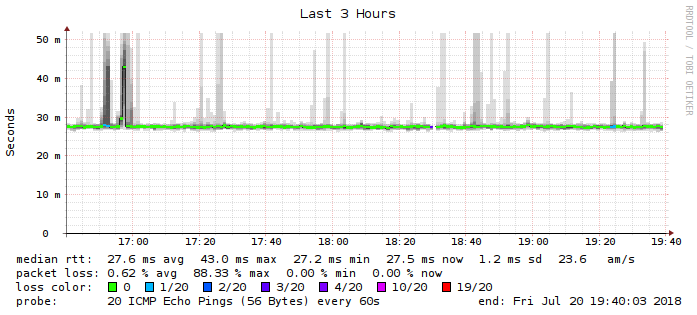 Last 3 Hours
RRDTOOL / TOBI OETIKER
Seconds
50 m
40 m
30 m
20 m
10 m
0
17:00 17:20 17:40 18:00 18:20 18:40 19:00 19:20 19:40
median rtt: 27.6 ms avg 43.0 ms max 27.2 ms min 27.5 ms now 1.2 ms sd 23.6 am/s
packet loss: 0.62 % avg 88.33 % max 0.00 % min 0.00 % now
loss color: 0 1/20 2/20 3/20 4/20 10/20 19/20
probe: 20 ICMP Echo Pings (56 Bytes) every 60s end: Fri Jul 20 19:40:03 2018